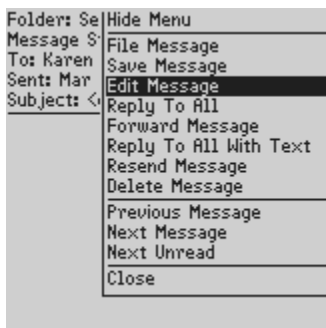 Folder: Se
Message S
To: Karen
Sent: Mar
Subject: <
Hide Menu
File Message
Save Message
Edit Message
Reply To All
Forward Message
Reply To All With Text
Resend Message
Delete Message
Previous Message
Next Message
Next Unread
Close